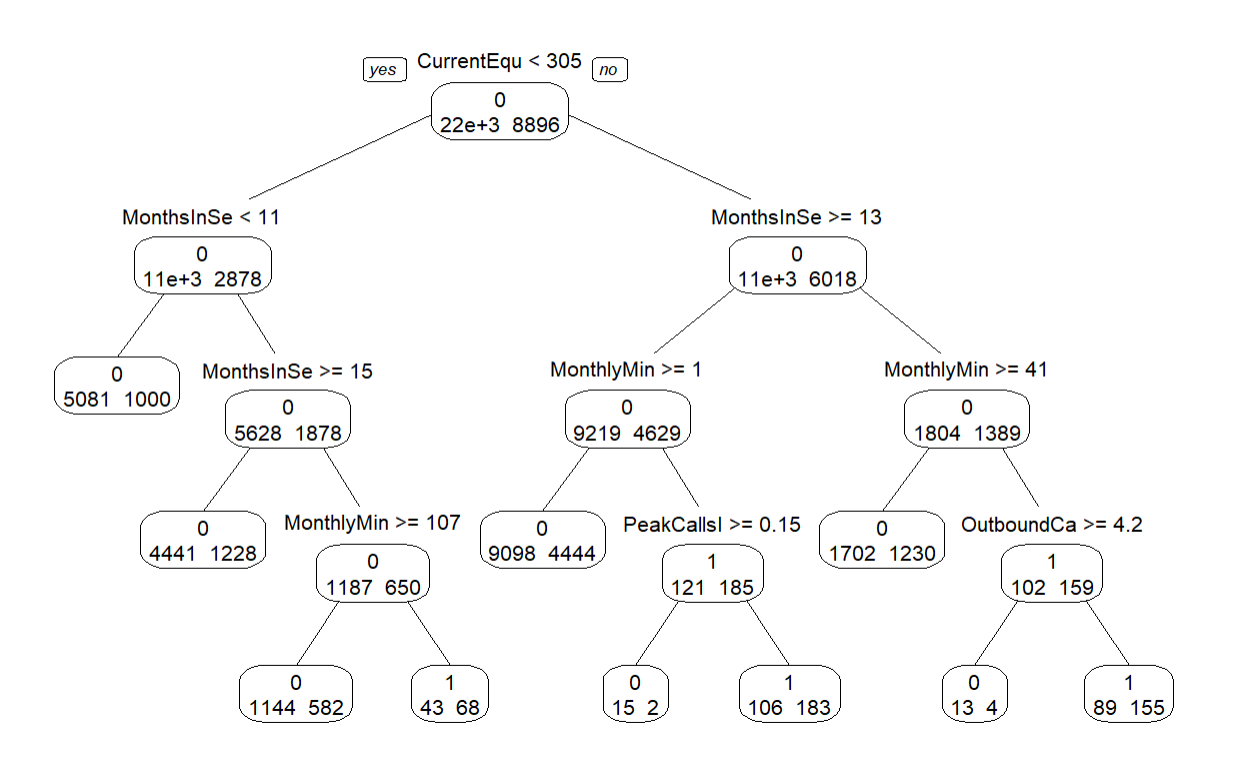 yes CurrentEqu < 305 no
0
22e+3 8896
MonthsInSe < 11 MonthsInSe >= 13
0 0
11e+3 2878 11e+3 6018
MonthsInSe >= 15 MonthlyMin >= 1 MonthlyMin >= 41
0 0 0 0
5081 1000 5628 1878 9219 4629 1804 1389
MonthlyMin >= 107 PeakCallsI >= 0.15 OutboundCa >= 4.2
0 0 0 1 0 1
4441 1228 1187 650 9098 4444 121 185 1702 1230 102 159
0 1 0 1 0 1
1144 582 43 68 15 2 106 183 13 4 89 155